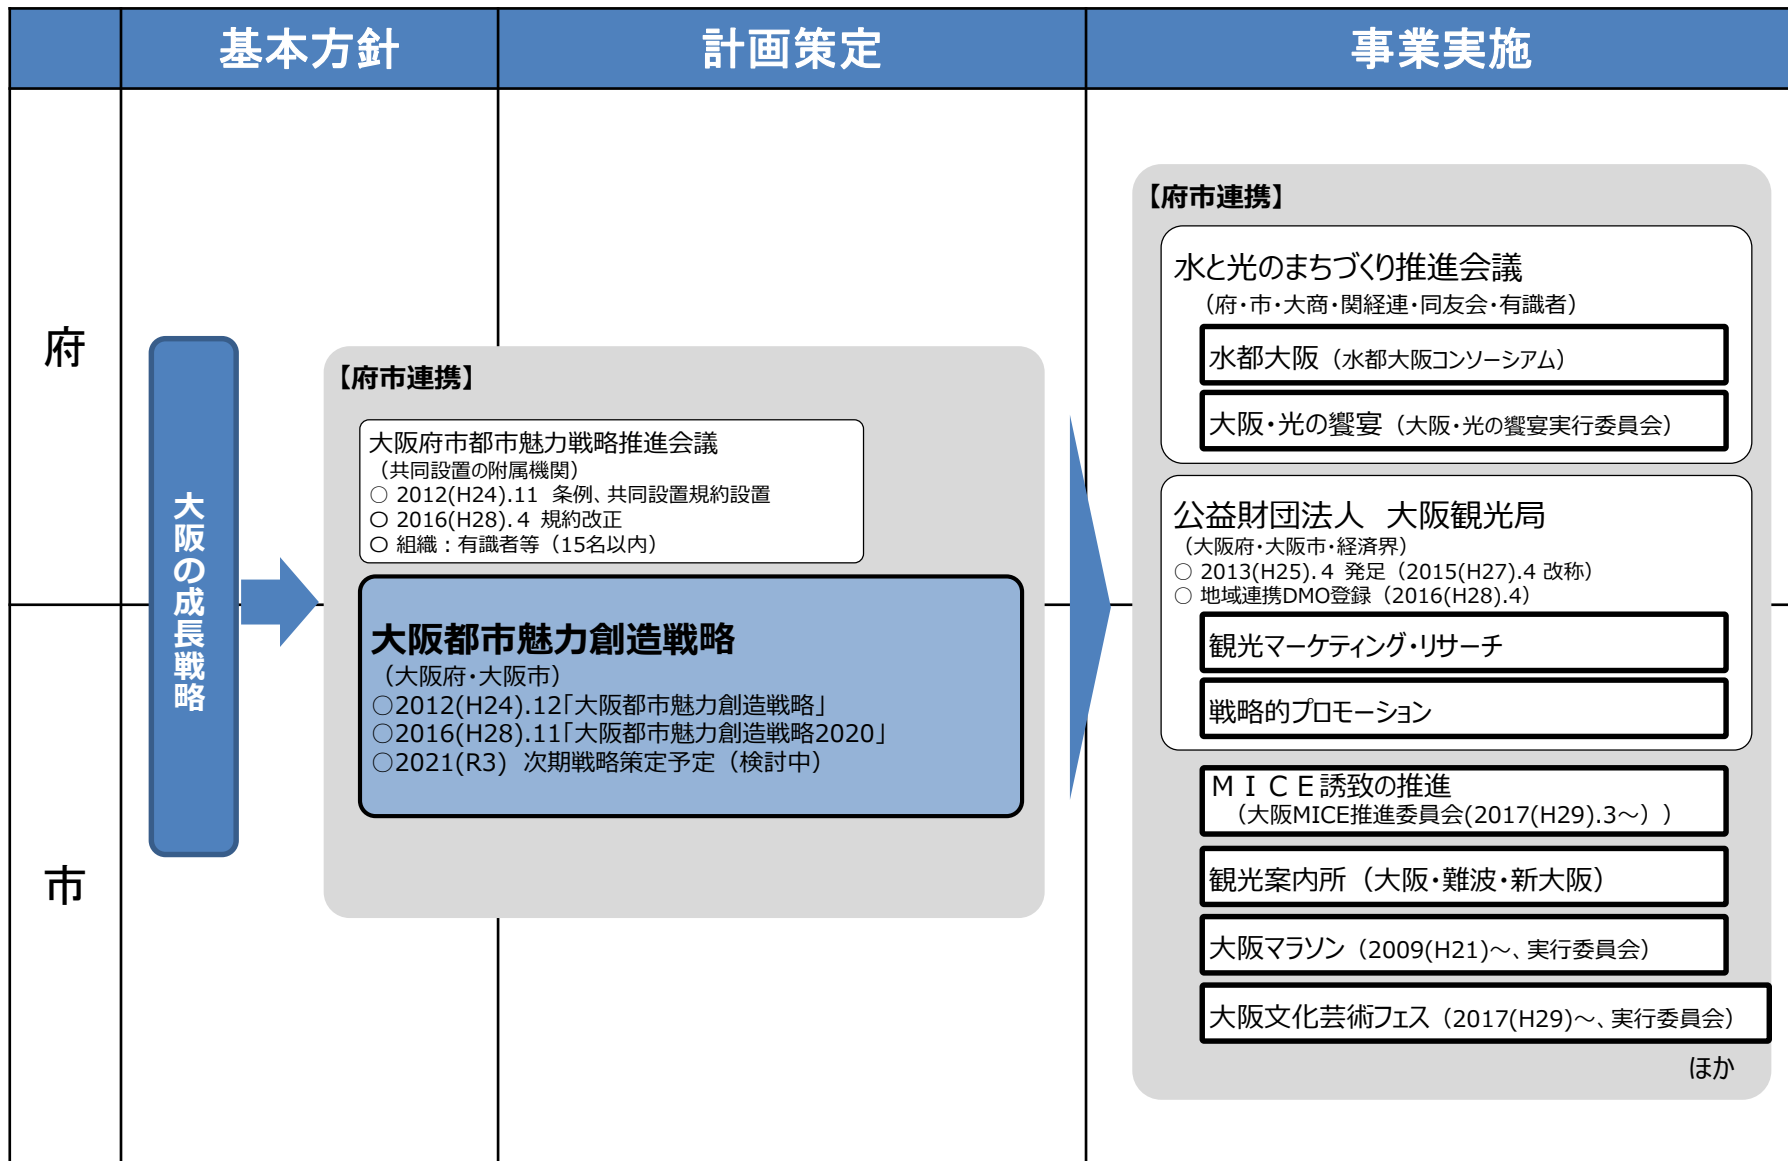 基本方針
計画策定
事業実施
府
市
大阪の成長戦略
【府市連携】
大阪府市都市魅力戦略推進会議
（共同設置の附属機関）
○ 2012(H24).11 条例、共同設置規約設置
○ 2016(H28).4 規約改正
○ 組織：有識者等（15名以内）
大阪都市魅力創造戦略
（大阪府・大阪市）
○2012(H24).12「大阪都市魅力創造戦略」
○2016(H28).11「大阪都市魅力創造戦略2020」
○2021(R3) 次期戦略策定予定（検討中）
【府市連携】
水と光のまちづくり推進会議
（府・市・大商・関経連・同友会・有識者）
水都大阪（水都大阪コンソーシアム）
大阪・光の饗宴（大阪・光の饗宴実行委員会）
公益財団法人　大阪観光局
（大阪府・大阪市・経済界）
○ 2013(H25).4 発足（2015(H27).4 改称）
○ 地域連携DMO登録（2016(H28).4）
観光マーケティング・リサーチ
戦略的プロモーション
ＭＩＣＥ誘致の推進
（大阪MICE推進委員会(2017(H29).3～））
観光案内所（大阪・難波・新大阪）
大阪マラソン（2009(H21)～、実行委員会）
大阪文化芸術フェス（2017(H29)～、実行委員会）
ほか